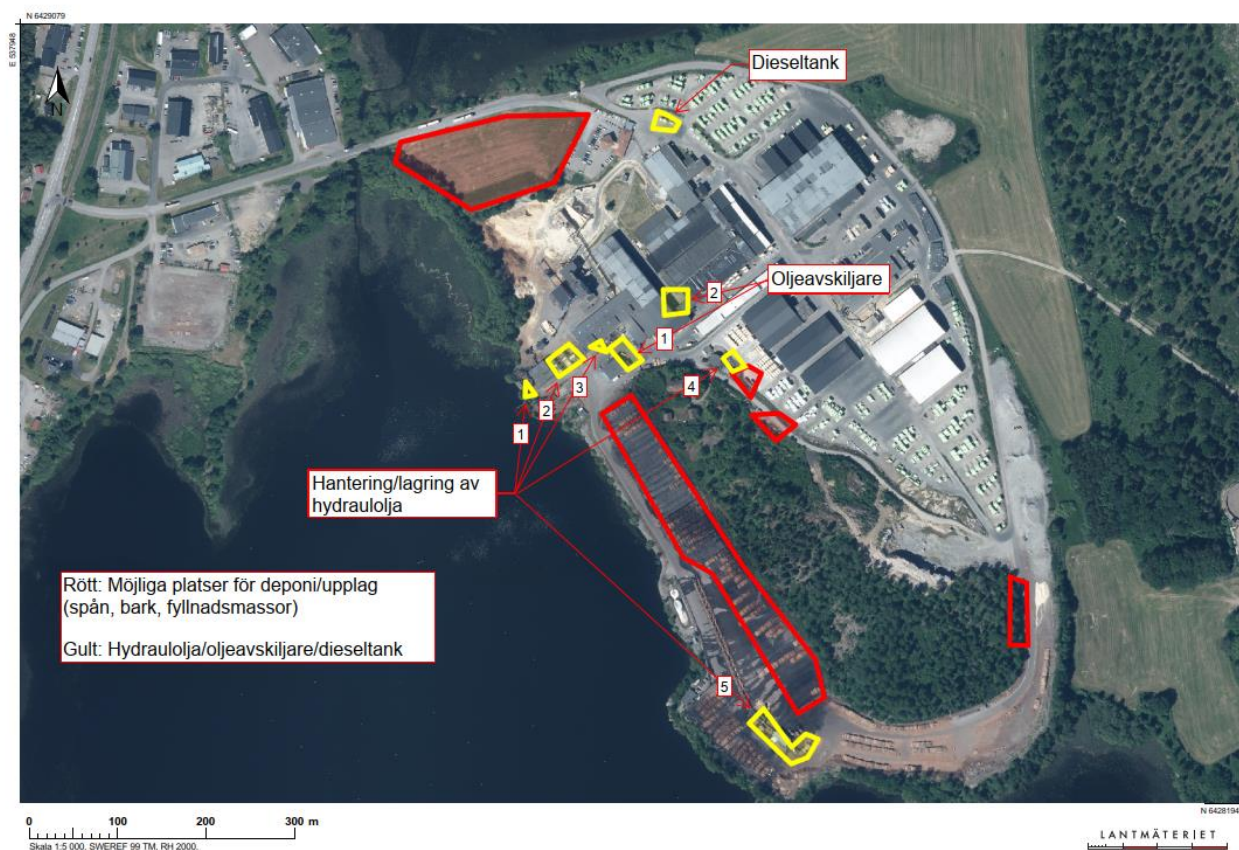 N 6429079
E 537948
N
Dieseltank
Oljeavskiljare
2
1
4
3
2
1
Hantering/lagring av
hydraulolja
Rött: Möjliga platser för deponi/upplag
(spån, bark, fyllnadsmassor)
Gult: Hydraulolja/oljeavskiljare/dieseltank
5
N 6428194
0 100 200 300 m
Skala 1:5 000, SWEREF 99 TM, RH 2000.
LANTMÄTERIET